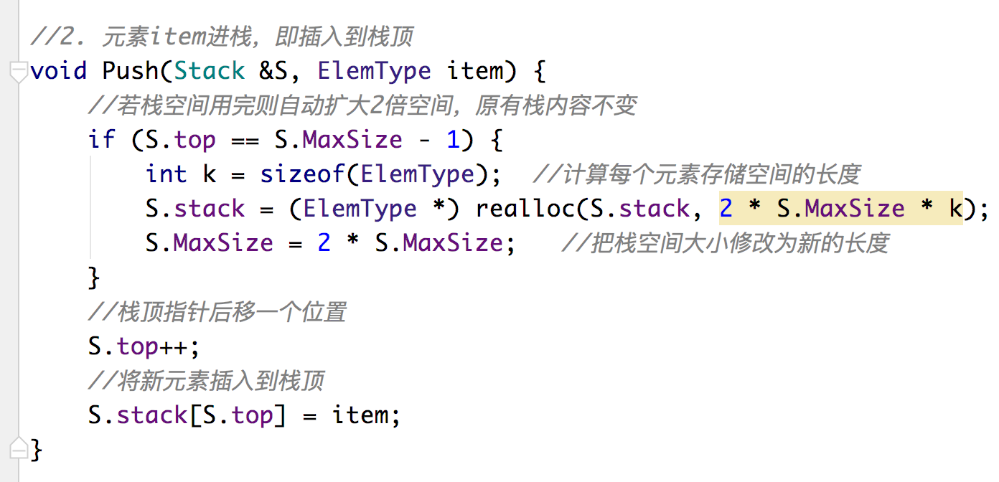 //2. 元素item进栈，即插入到栈顶
void Push(Stack &S, ElemType item) {
//若栈空间用完则自动扩大2倍空间，原有栈内容不变
if (S.top == S.MaxSize - 1) {
int k = sizeof(ElemType);  //计算每个元素存储空间的长度
S.stack = (ElemType *) realloc(S.stack, 2 * S.MaxSize * k);
S.MaxSize = 2 * S.MaxSize;   //把栈空间大小修改为新的长度
}
//栈顶指针后移一个位置
S.top++;
//将新元素插入到栈顶
S.stack[S.top] = item;
}